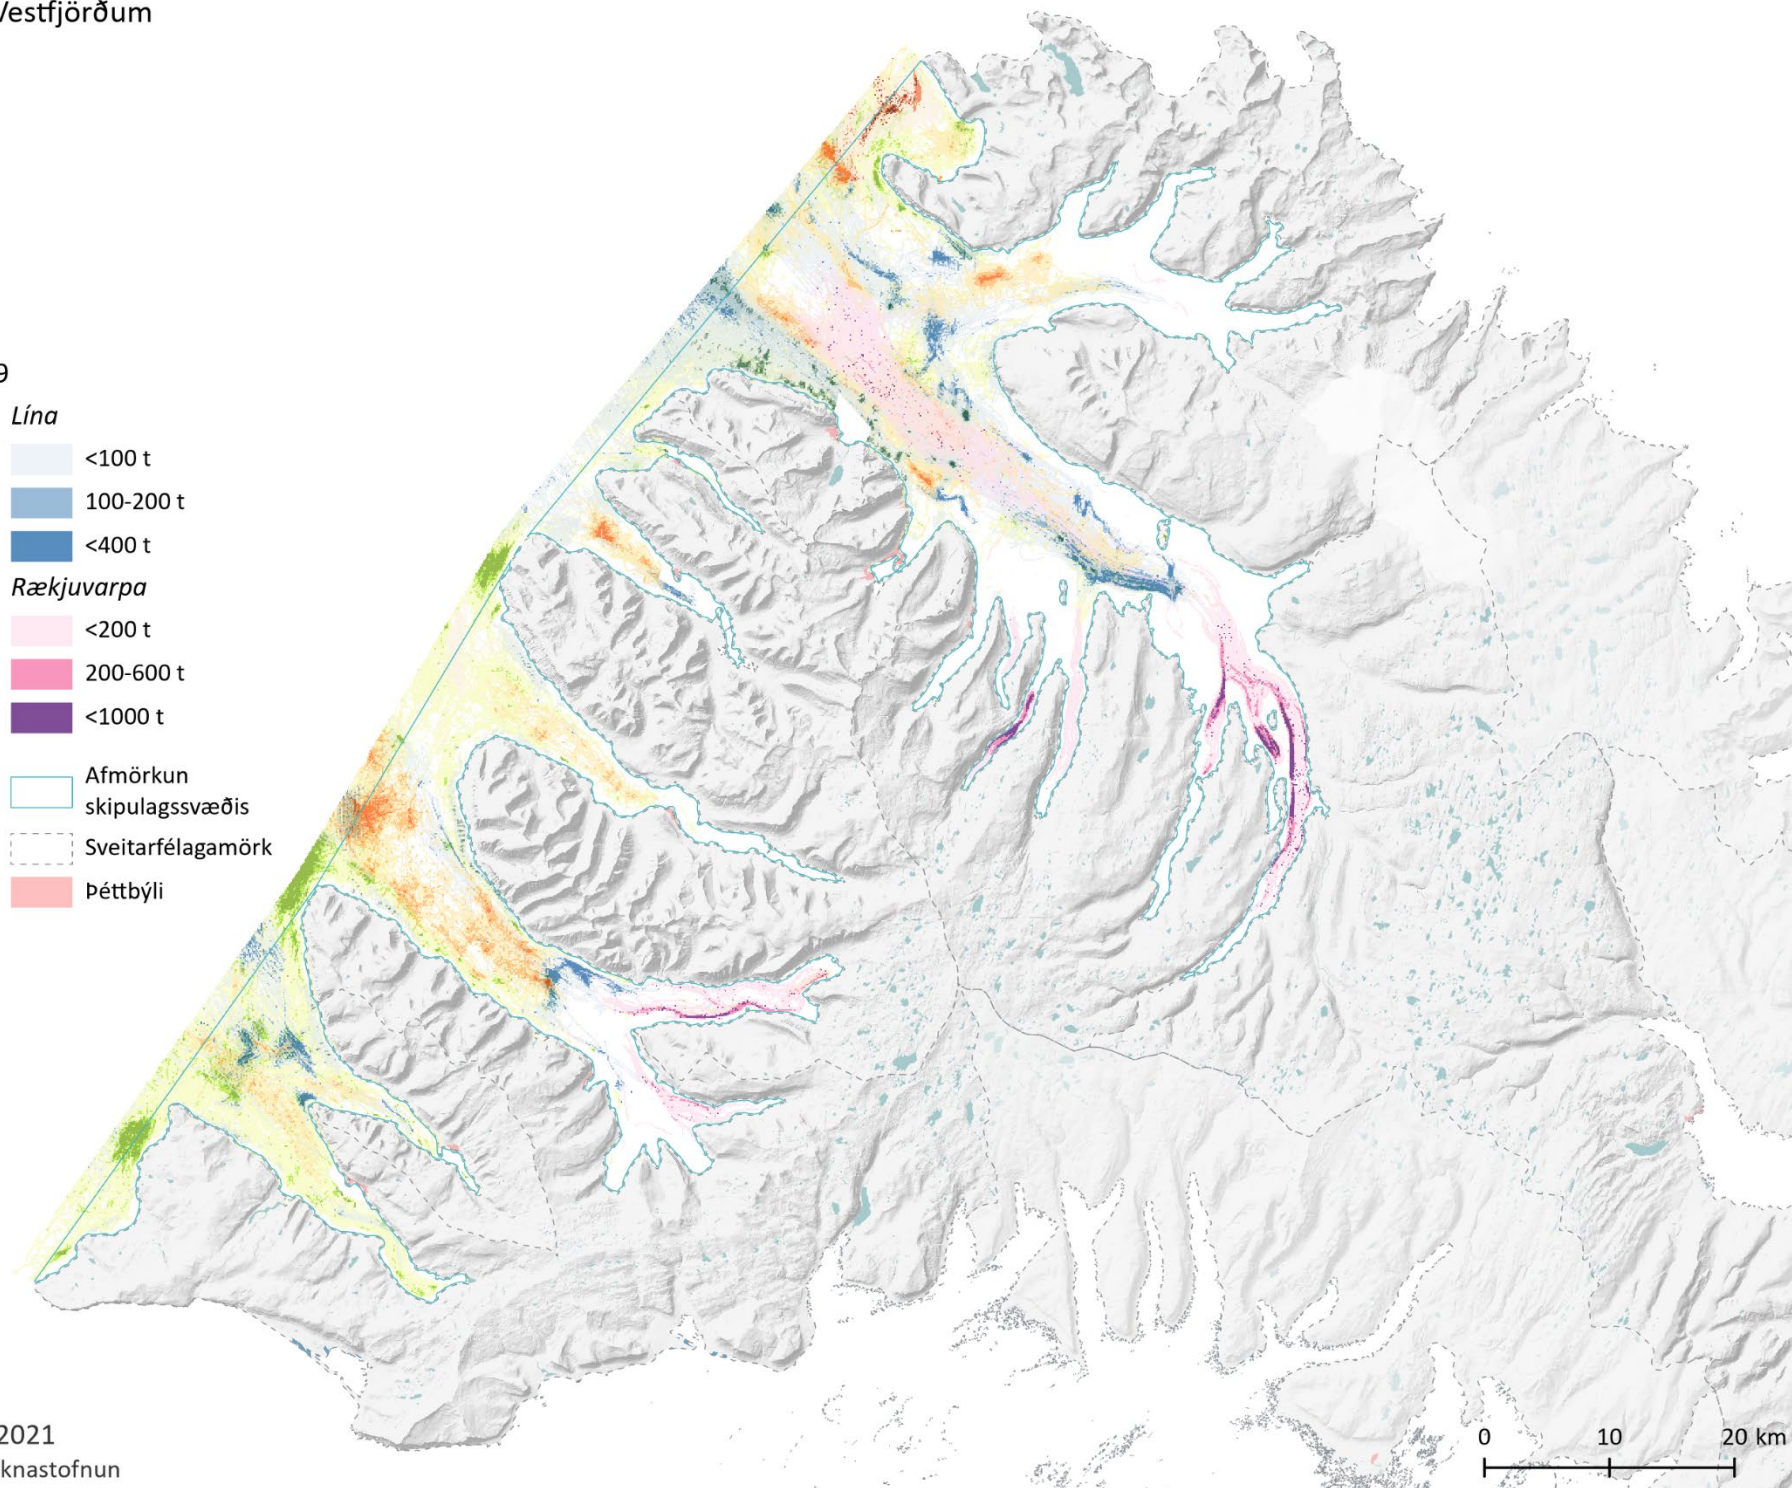 Vestfjörðum
9
Lína
<100 t
100-200 t
<400 t
Rækjuvarpa
<200 t
200-600 t
<1000 t
Afmörkun
skipulagssvæðis
Sveitarfélagamörk
Þéttbýli
2021
knastofnun
0 10 20 km